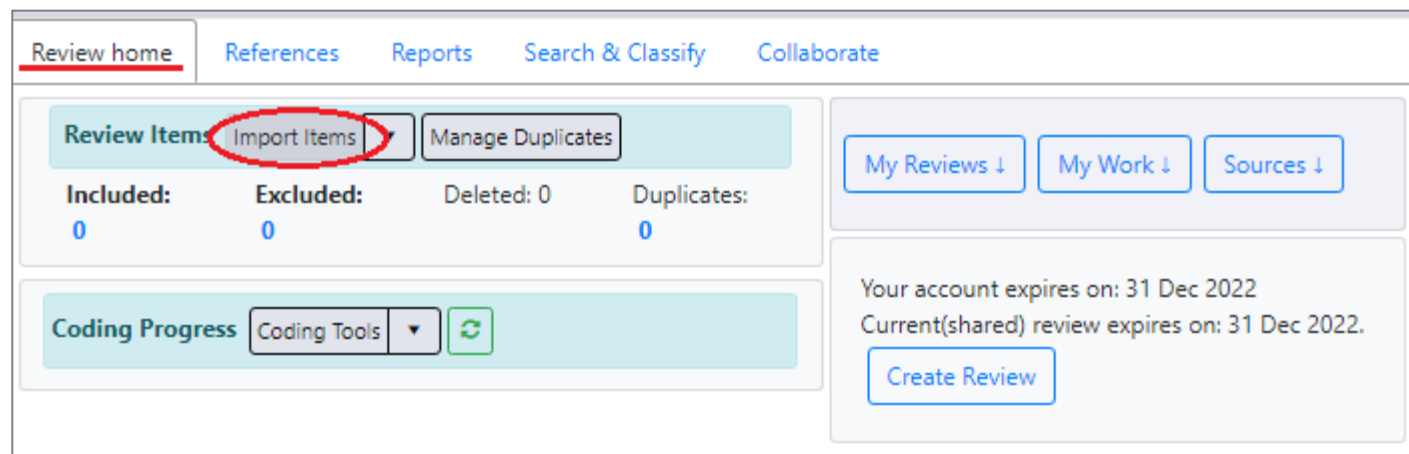 Review home References Reports Search & Classify Collaborate
Review Items Import Items ▼ Manage Duplicates
Included: Excluded: Deleted: 0 Duplicates:
0 0 0
Coding Progress Coding Tools ▼
My Reviews ↓ My Work ↓ Sources ↓
Your account expires on: 31 Dec 2022
Current(shared) review expires on: 31 Dec 2022.
Create Review